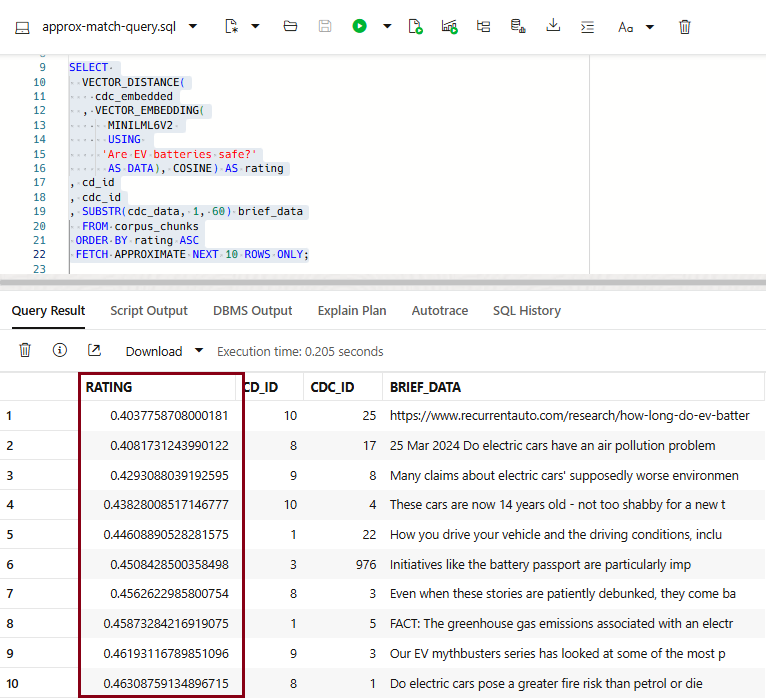 approx-match-query.sql
Aa
9 SELECT
10 VECTOR_DISTANCE(
11 cdc_embedded
12 , VECTOR_EMBEDDING(
13 MINILML6V2
14 USING
15 'Are EV batteries safe?'
16 AS DATA), COSINE) AS rating
17 , cd_id
18 , cdc_id
19 , SUBSTR(cdc_data, 1, 60) brief_data
20 FROM corpus_chunks
21 ORDER BY rating ASC
22 FETCH APPROXIMATE NEXT 10 ROWS ONLY;
23
Query Result Script Output DBMS Output Explain Plan Autotrace SQL History
Download Execution time: 0.205 seconds
RATING CD_ID CDC_ID BRIEF_DATA
1 0.4037758708000181 10 25 https://www.recurrentauto.com/research/how-long-do-ev-batter
2 0.4081731243990122 8 17 25 Mar 2024 Do electric cars have an air pollution problem
3 0.4293088039192595 9 8 Many claims about electric cars' supposedly worse environmen
4 0.43828008517146777 10 4 These cars are now 14 years old - not too shabby for a new t
5 0.44608890528281575 1 22 How you drive your vehicle and the driving conditions, inclu
6 0.4508428500358498 3 976 Initiatives like the battery passport are particularly imp
7 0.4562622985800754 8 3 Even when these stories are patiently debunked, they come ba
8 0.45873284216919075 1 5 FACT: The greenhouse gas emissions associated with an electr
9 0.46193116789851096 9 3 Our EV mythbusters series has looked at some of the most p
10 0.46308759134896715 8 1 Do electric cars pose a greater fire risk than petrol or die